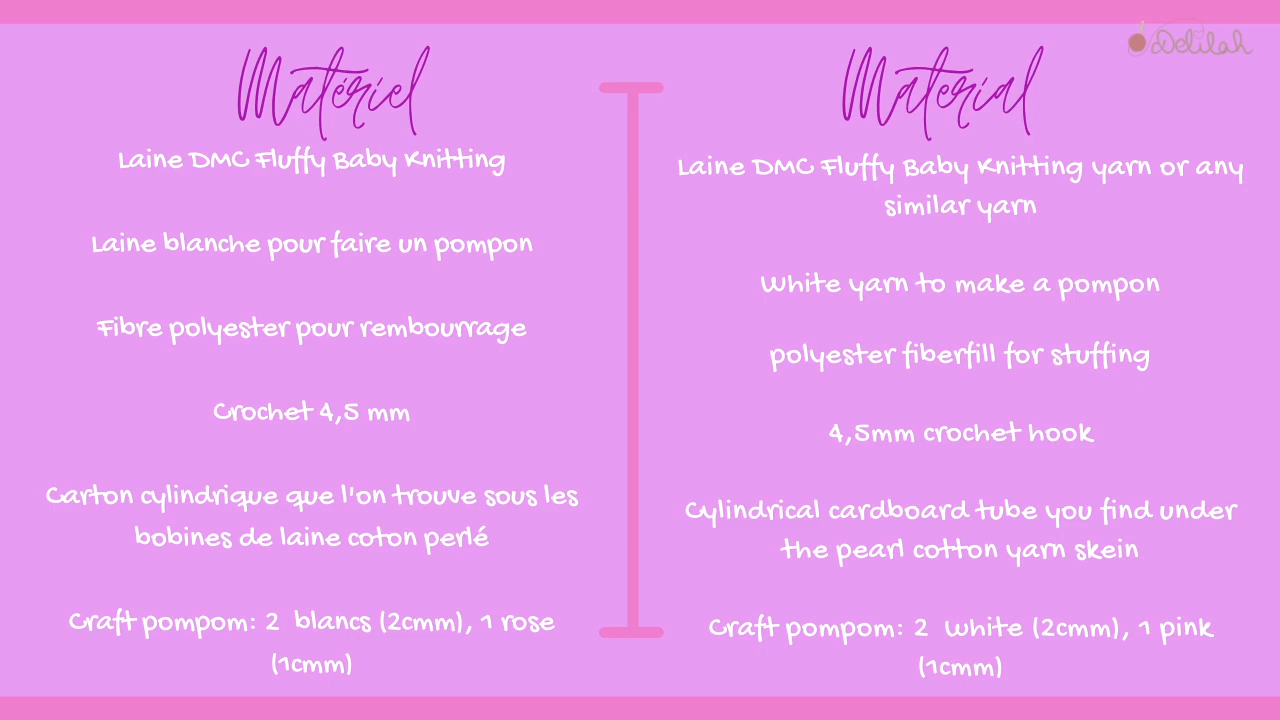 Matériel
Laine DMC Fluffy Baby Knitting
Laine blanche pour faire un pompon
Fibre polyester pour rembourrage
Crochet 4,5 mm
Carton cylindrique que l'on trouve sous les
bobines de laine coton perlé
Craft pompom: 2 blancs (2cmm), 1 rose
(1cmm)
Delilah
Material
Laine DMC Fluffy Baby Knitting yarn or any
similar yarn
White yarn to make a pompon
polyester fiberfill for stuffing
4,5mm crochet hook
Cylindrical cardboard tube you find under
the pearl cotton yarn skein
Craft pompom: 2 white (2cmm), 1 pink
(1cmm)